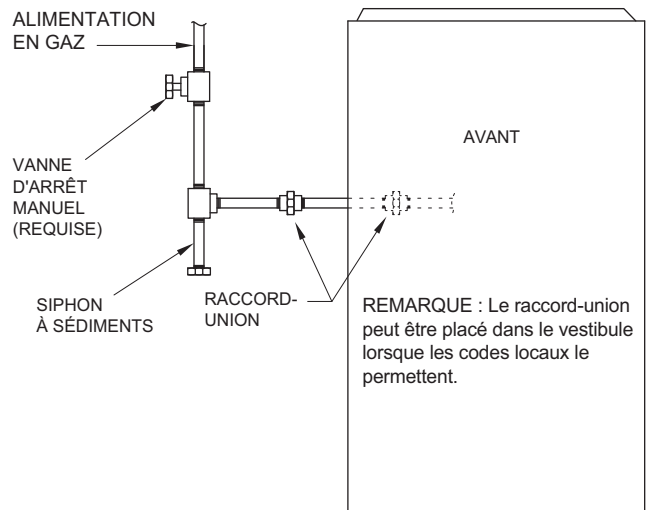 ALIMENTATION
EN GAZ
AVANT
VANNE
D'ARRÊT
MANUEL
(REQUISE)
SIPHON
À SÉDIMENTS
RACCORD-
UNION
REMARQUE : Le raccord-union
peut être placé dans le vestibule
lorsque les codes locaux le
permettent.